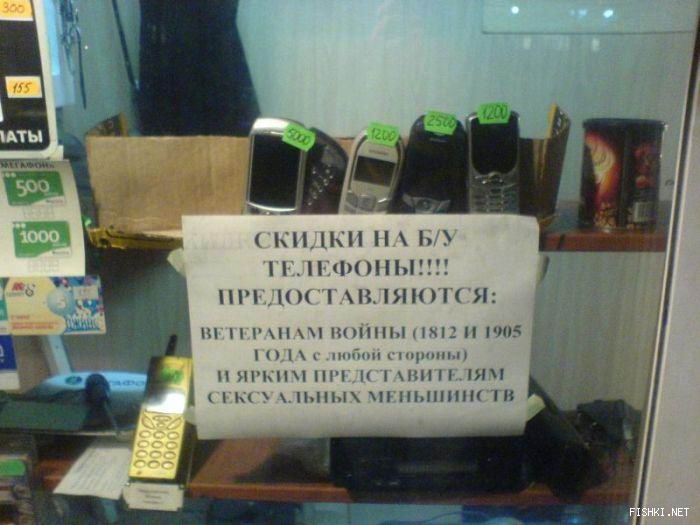 300
155
ЛАТЫ
МЕГАФОН
500
1000
5000
1200
2500
1200
СКИДКИ НА Б/У
ТЕЛЕФОНЫ!!!!
ПРЕДОСТАВЛЯЮТСЯ:
ВЕТЕРАНАМ ВОЙНЫ (1812 И 1905
ГОДА с любой стороны)
И ЯРКИМ ПРЕДСТАВИТЕЛЯМ
СЕКСУАЛЬНЫХ МЕНЬШИНСТВ
FISHKI.NET